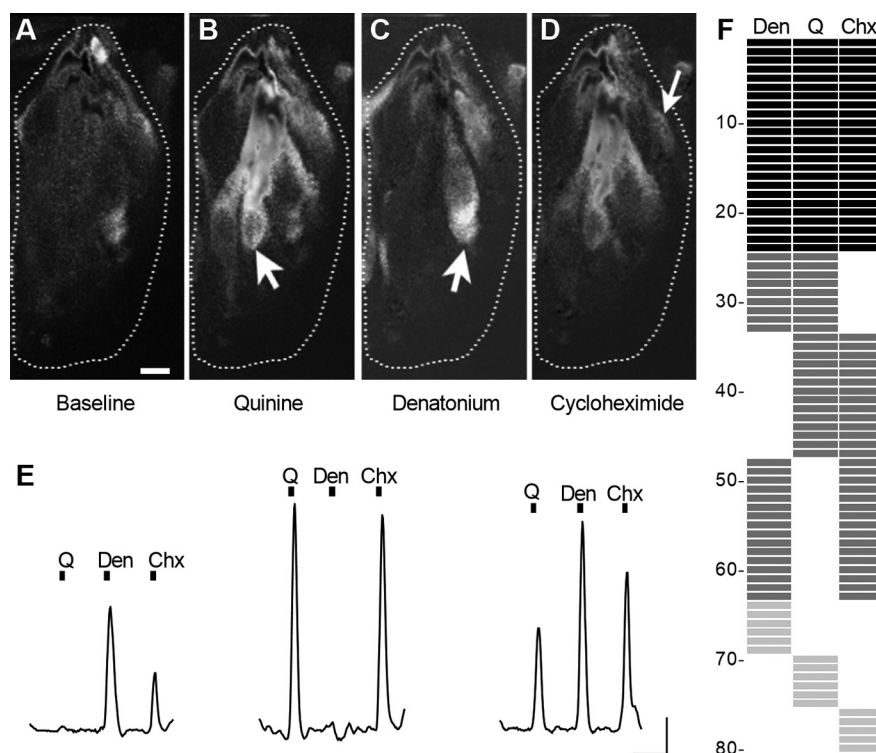 A
B
C
D
Baseline
Quinine
Denatonium
Cycloheximide
E
Q Den Chx
Q Den Chx
Q Den Chx
F
Den Q Chx
10-
20-
30-
40-
50-
60-
70-
80-